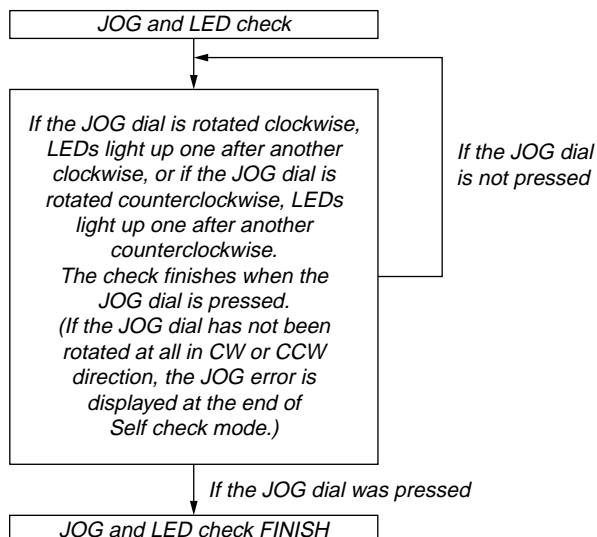 JOG and LED check
If the JOG dial is rotated clockwise,
LEDs light up one after another
clockwise, or if the JOG dial is
rotated counterclockwise, LEDs
light up one after another
counterclockwise.
The check finishes when the
JOG dial is pressed.
(If the JOG dial has not been
rotated at all in CW or CCW
direction, the JOG error is
displayed at the end of
Self check mode.)
If the JOG dial
is not pressed
If the JOG dial was pressed
JOG and LED check FINISH